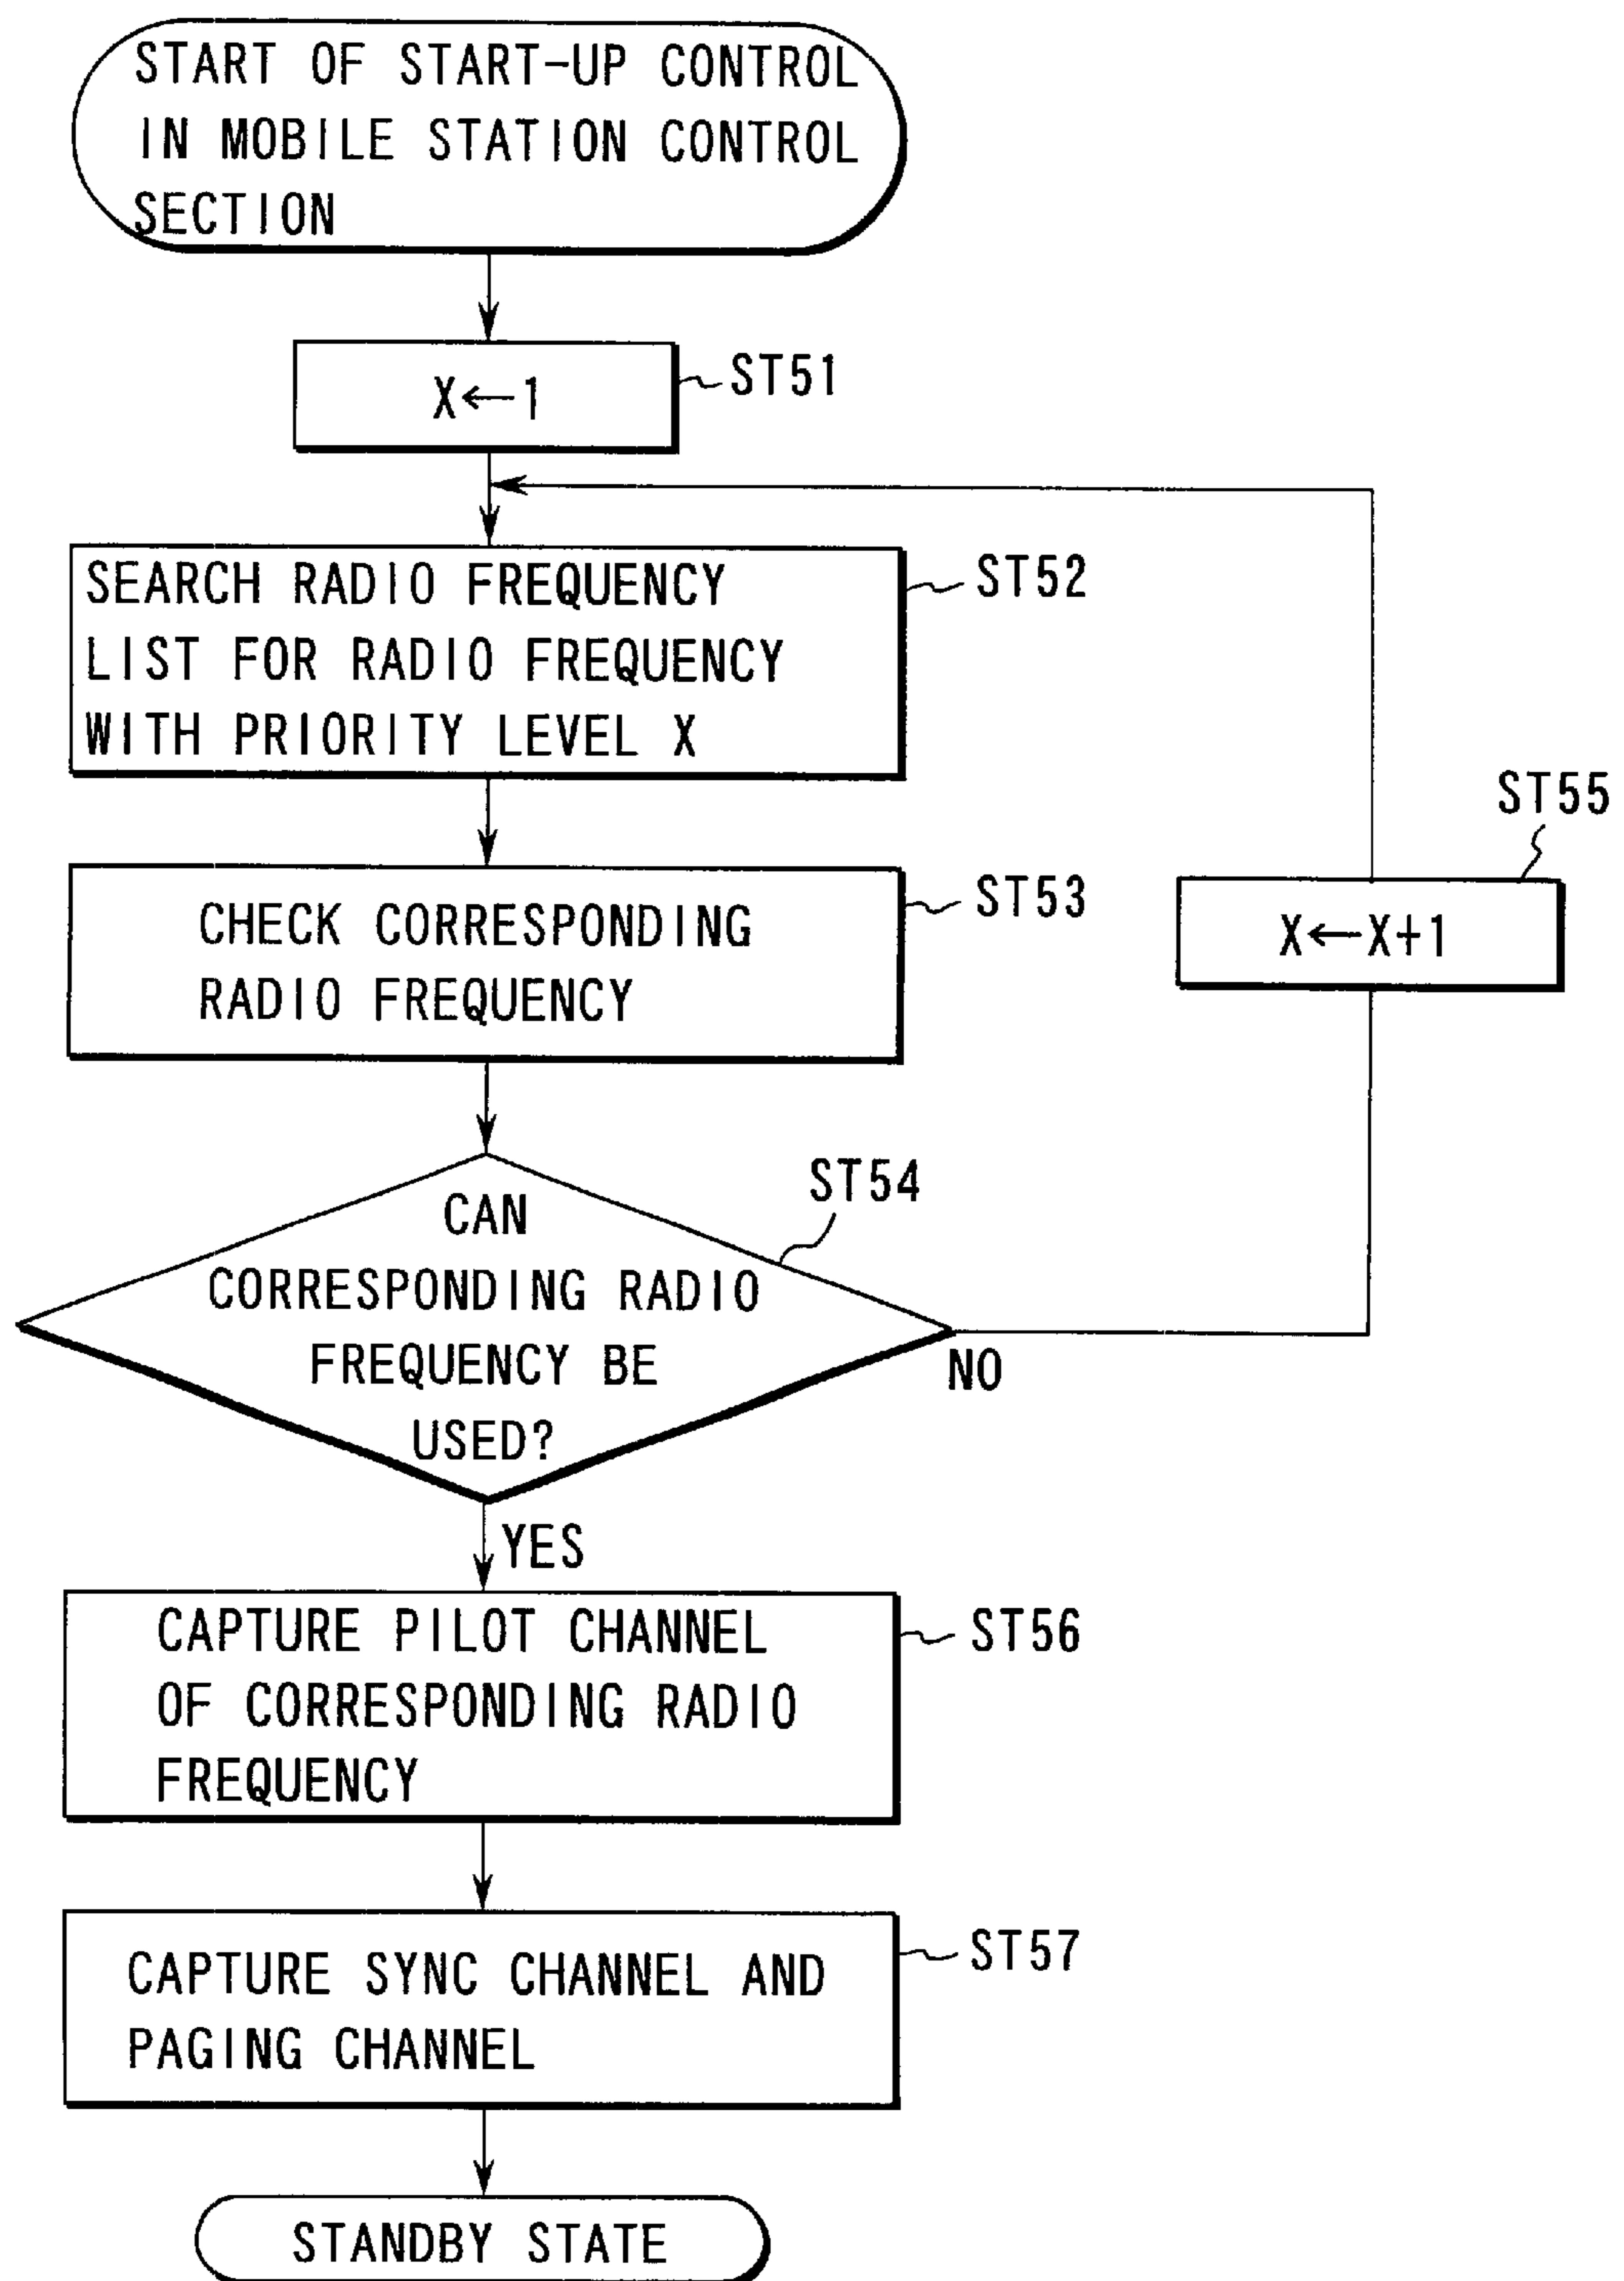 START OF START-UP CONTROL
IN MOBILE STATION CONTROL
SECTION
X←1
ST51
SEARCH RADIO FREQUENCY
LIST FOR RADIO FREQUENCY
WITH PRIORITY LEVEL X
ST52
CHECK CORRESPONDING
RADIO FREQUENCY
ST53
ST55
X←X+1
CAN
CORRESPONDING RADIO
FREQUENCY BE
USED?
ST54
NO
YES
CAPTURE PILOT CHANNEL
OF CORRESPONDING RADIO
FREQUENCY
ST56
CAPTURE SYNC CHANNEL AND
PAGING CHANNEL
ST57
STANDBY STATE